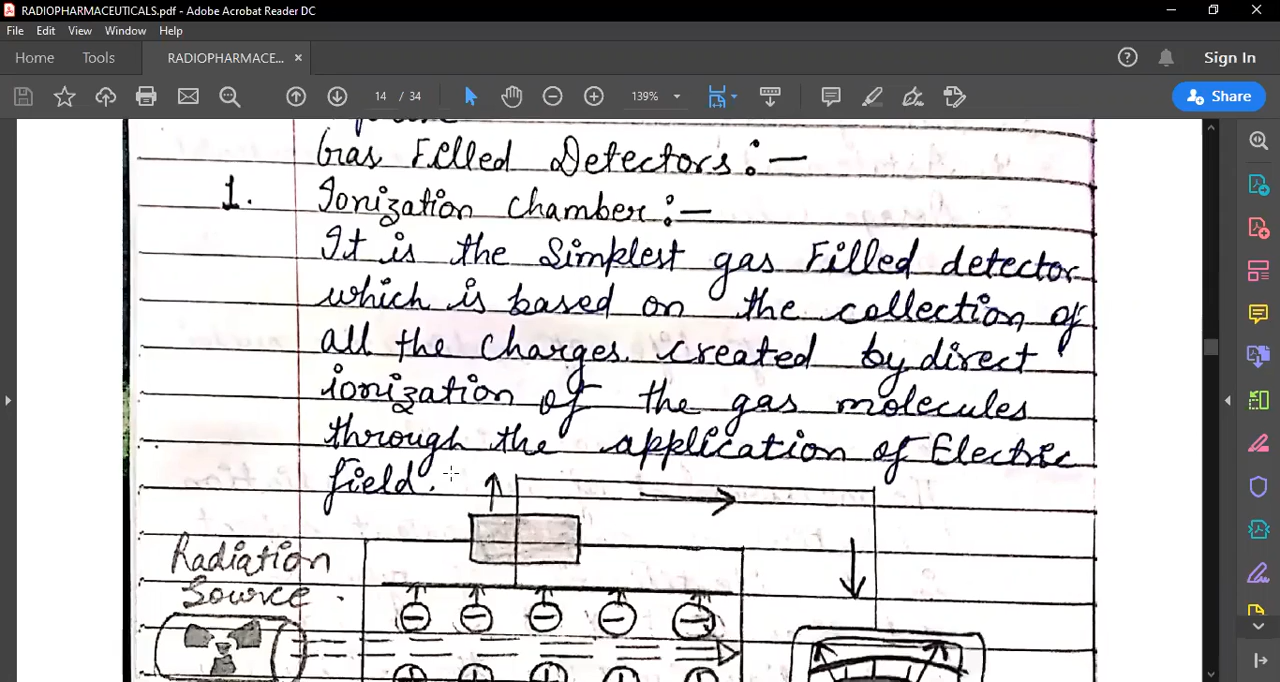 RADIOPHARMACEUTICALS.pdf - Adobe Acrobat Reader DC
File Edit View Window Help
Home Tools RADIOPHARMACE... × Sign In
14 / 34 139% Share
Gas Filled Detectors :—
1. Ionization Chamber :—
It is the Simplest gas Filled detector
which is based on the collection of
all the Charges created by direct
ionization of the gas molecules
through the application of Electric
field.
Radiation
Source